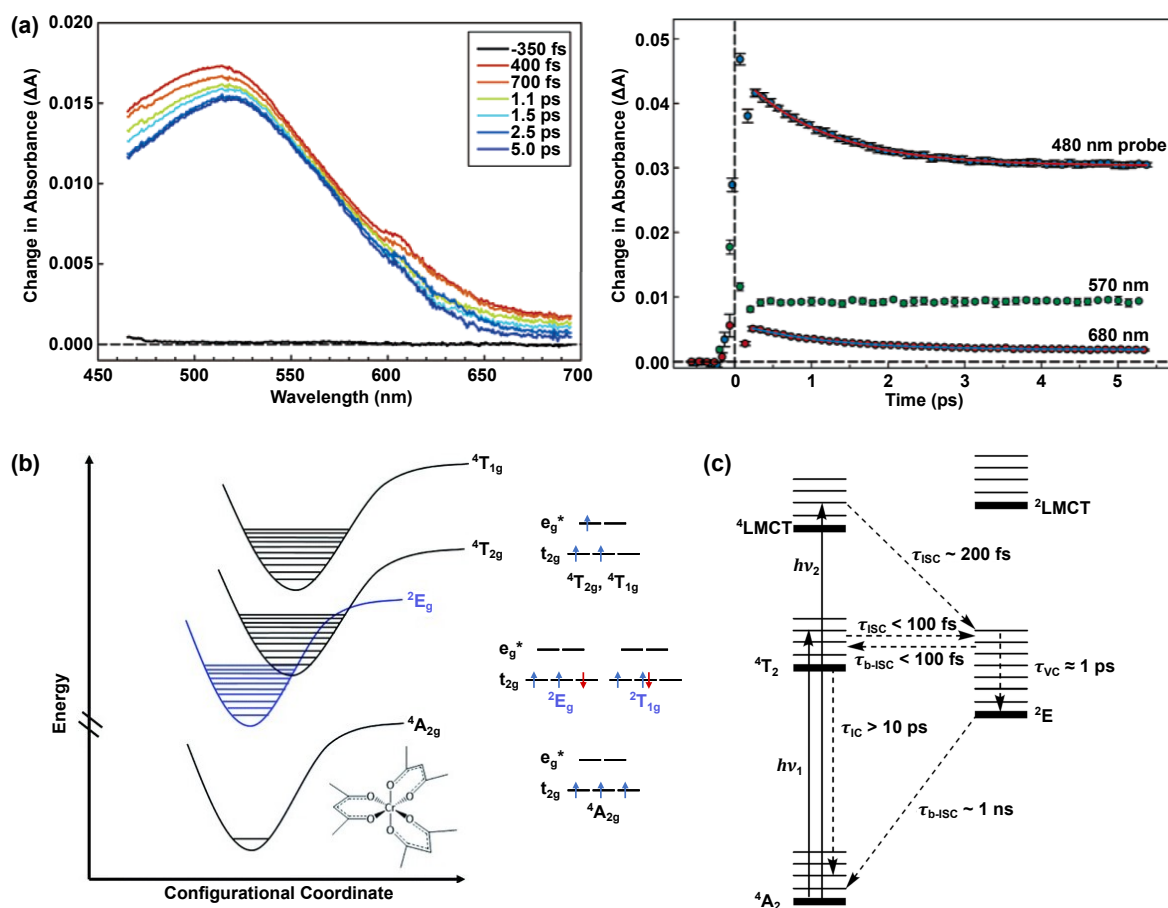 (a)
0.020
0.015
0.010
0.005
0.000
Change in Absorbance (ΔA)
450 500 550 600 650 700
Wavelength (nm)
-350 fs
400 fs
700 fs
1.1 ps
1.5 ps
2.5 ps
5.0 ps
0.05
0.04
0.03
0.02
0.01
0.00
Change in Absorbance (ΔA)
0 1 2 3 4 5
Time (ps)
480 nm probe
570 nm
680 nm
(b)
Energy
Configurational Coordinate
⁴T₁g
⁴T₂g
²Eg
⁴A₂g
O O
O Cr O
O O
eg*
t₂g
⁴T₂g, ⁴T₁g
eg*
t₂g
²Eg ²T₁g
eg*
t₂g
⁴A₂g
(c)
⁴LMCT
²LMCT
hν₂
τISC ~ 200 fs
τISC < 100 fs
τb-ISC < 100 fs
⁴T₂
τVC ≈ 1 ps
²E
τIC > 10 ps
hν₁
τb-ISC ~ 1 ns
⁴A₂